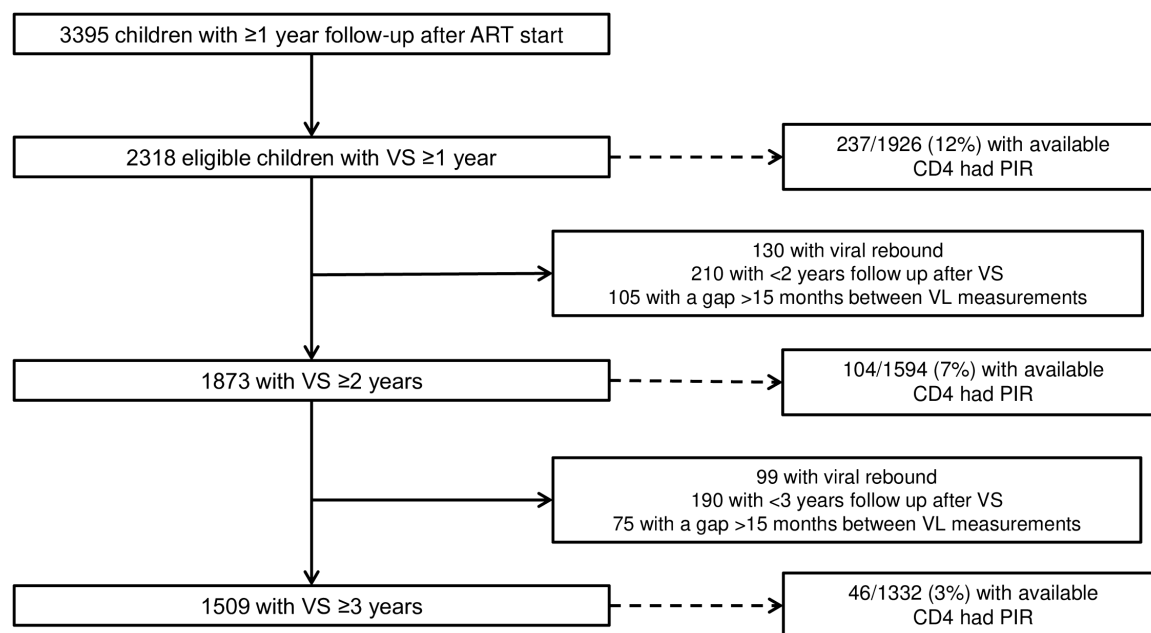 3395 children with ≥1 year follow-up after ART start
2318 eligible children with VS ≥1 year
237/1926 (12%) with available
CD4 had PIR
130 with viral rebound
210 with <2 years follow up after VS
105 with a gap >15 months between VL measurements
1873 with VS ≥2 years
104/1594 (7%) with available
CD4 had PIR
99 with viral rebound
190 with <3 years follow up after VS
75 with a gap >15 months between VL measurements
1509 with VS ≥3 years
46/1332 (3%) with available
CD4 had PIR